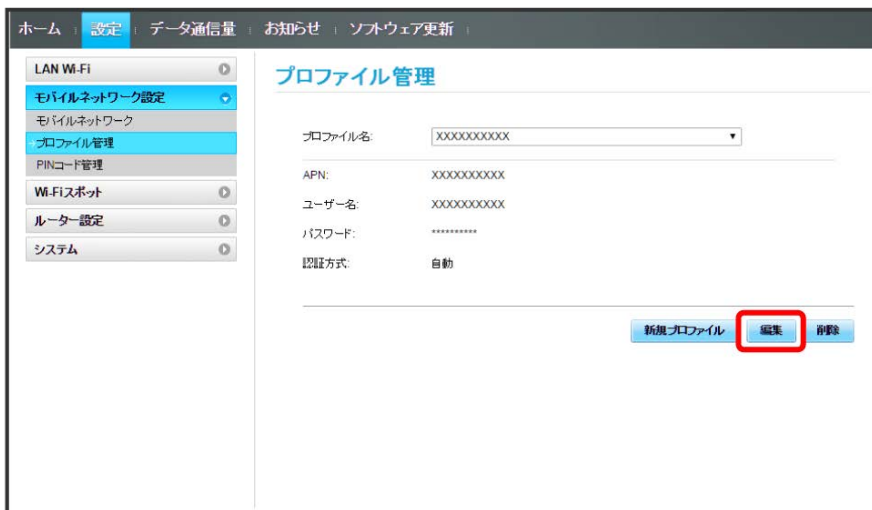 ホーム 設定 データ通信量 お知らせ ソフトウェア更新
LAN Wi-Fi
モバイルネットワーク設定
モバイルネットワーク
プロファイル管理
PINコード管理
Wi-Fiスポット
ルーター設定
システム
プロファイル管理
プロファイル名: XXXXXXXXXX
APN: XXXXXXXXXX
ユーザー名: XXXXXXXXXX
パスワード: **********
認証方式: 自動
新規プロファイル 編集 削除